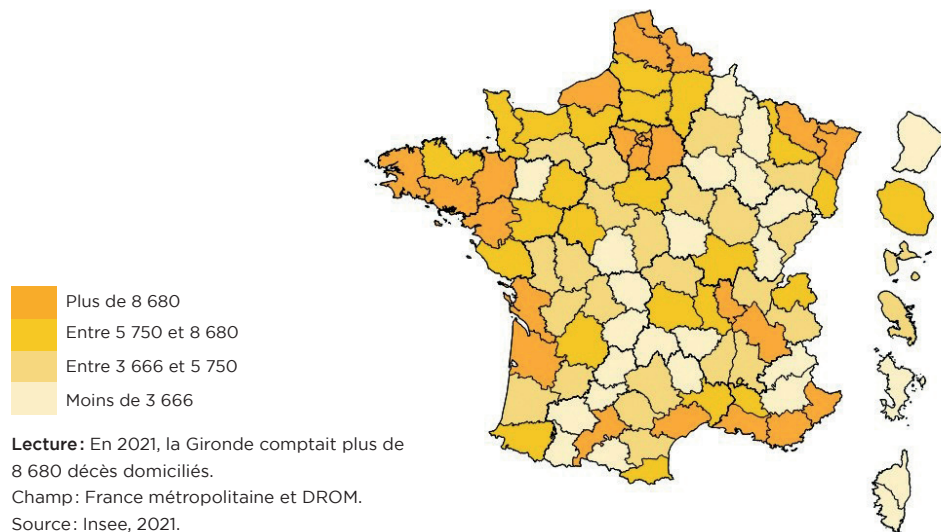 Plus de 8 680
Entre 5 750 et 8 680
Entre 3 666 et 5 750
Moins de 3 666
Lecture : En 2021, la Gironde comptait plus de
8 680 décès domiciliés.
Champ : France métropolitaine et DROM.
Source : Insee, 2021.